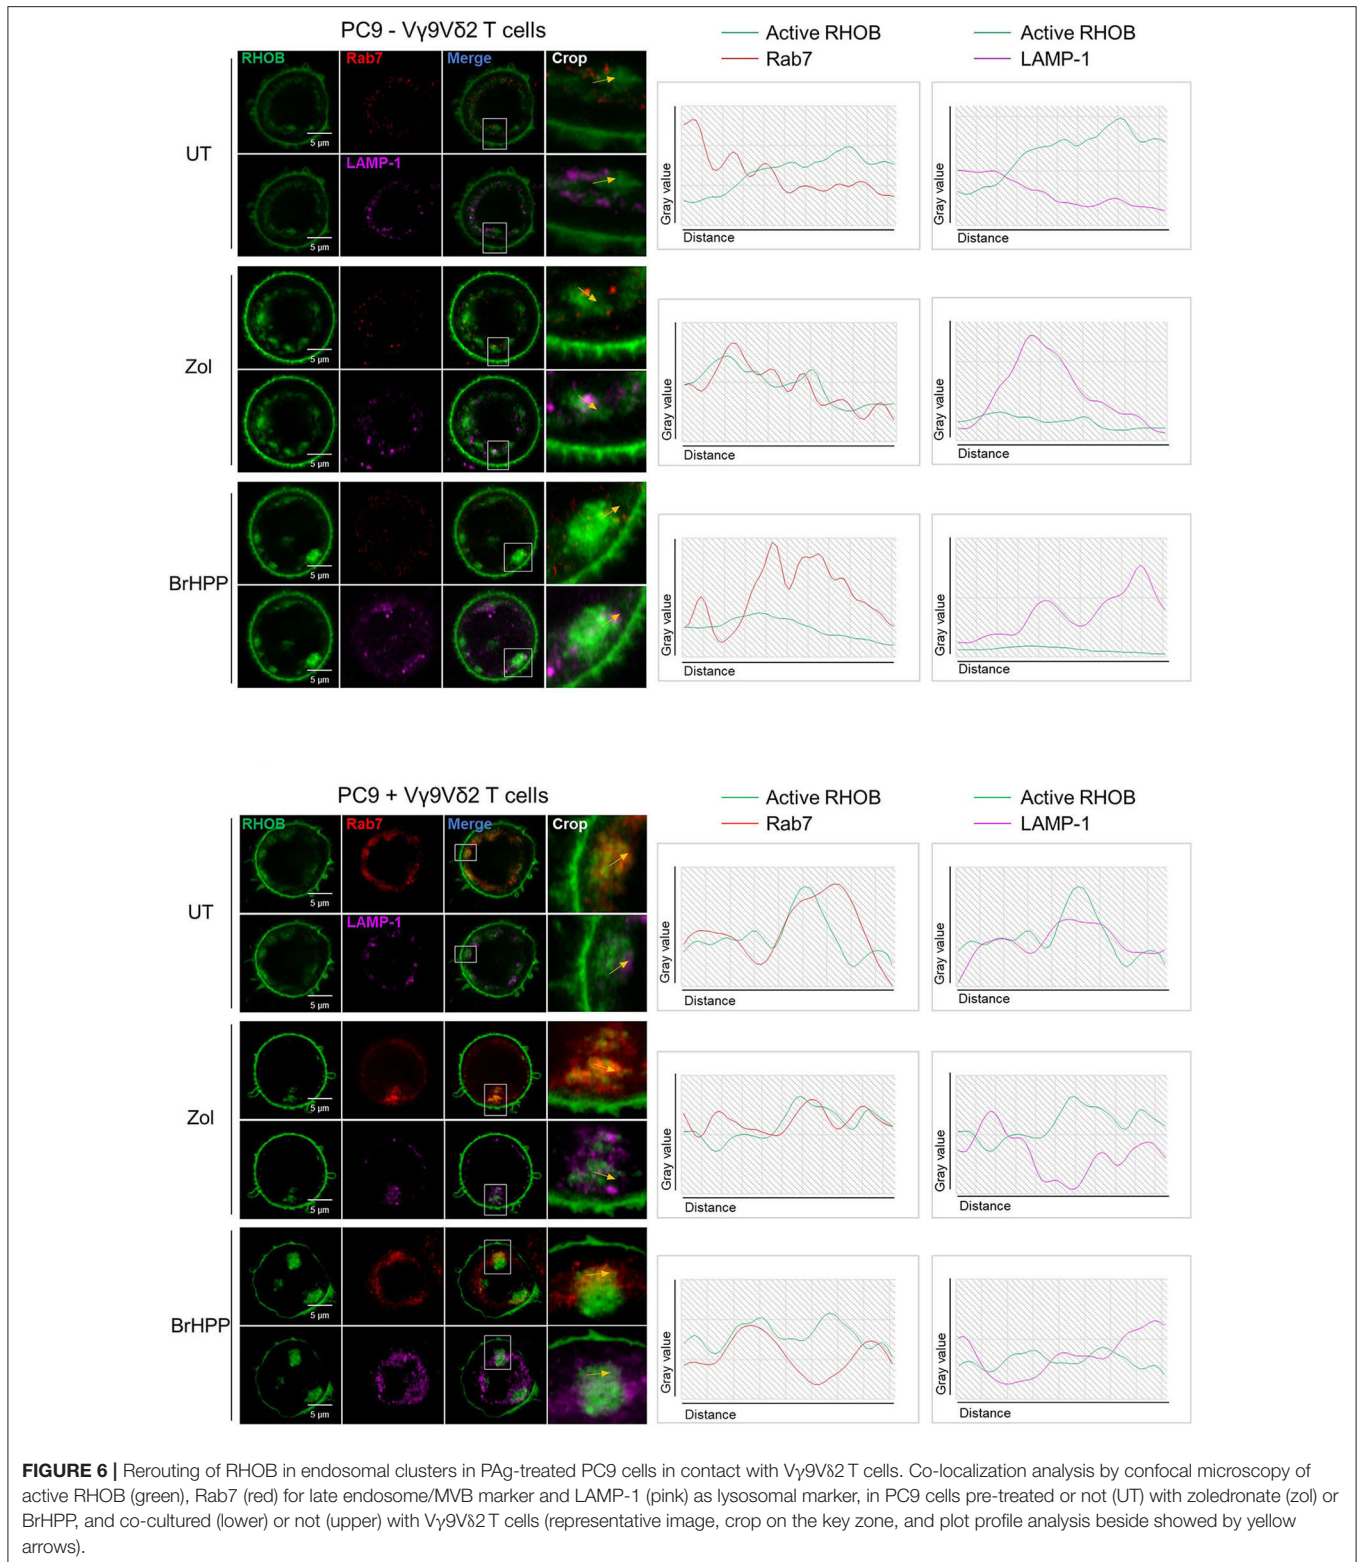 PC9 - Vγ9Vδ2 T cells
Active RHOB
Rab7
Active RHOB
LAMP-1
RHOB
Rab7
Merge
Crop
5 µm
UT
LAMP-1
5 µm
Gray value
Distance
Gray value
Distance
5 µm
Zol
5 µm
Gray value
Distance
Gray value
Distance
5 µm
BrHPP
5 µm
Gray value
Distance
Gray value
Distance
PC9 + Vγ9Vδ2 T cells
Active RHOB
Rab7
Active RHOB
LAMP-1
RHOB
Rab7
Merge
Crop
5 µm
UT
LAMP-1
5 µm
Gray value
Distance
Gray value
Distance
5 µm
Zol
5 µm
Gray value
Distance
Gray value
Distance
5 µm
BrHPP
5 µm
Gray value
Distance
Gray value
Distance
FIGURE 6 | Rerouting of RHOB in endosomal clusters in PAg-treated PC9 cells in contact with Vγ9Vδ2 T cells. Co-localization analysis by confocal microscopy of
active RHOB (green), Rab7 (red) for late endosome/MVB marker and LAMP-1 (pink) as lysosomal marker, in PC9 cells pre-treated or not (UT) with zoledronate (zol) or
BrHPP, and co-cultured (lower) or not (upper) with Vγ9Vδ2 T cells (representative image, crop on the key zone, and plot profile analysis beside showed by yellow
arrows).